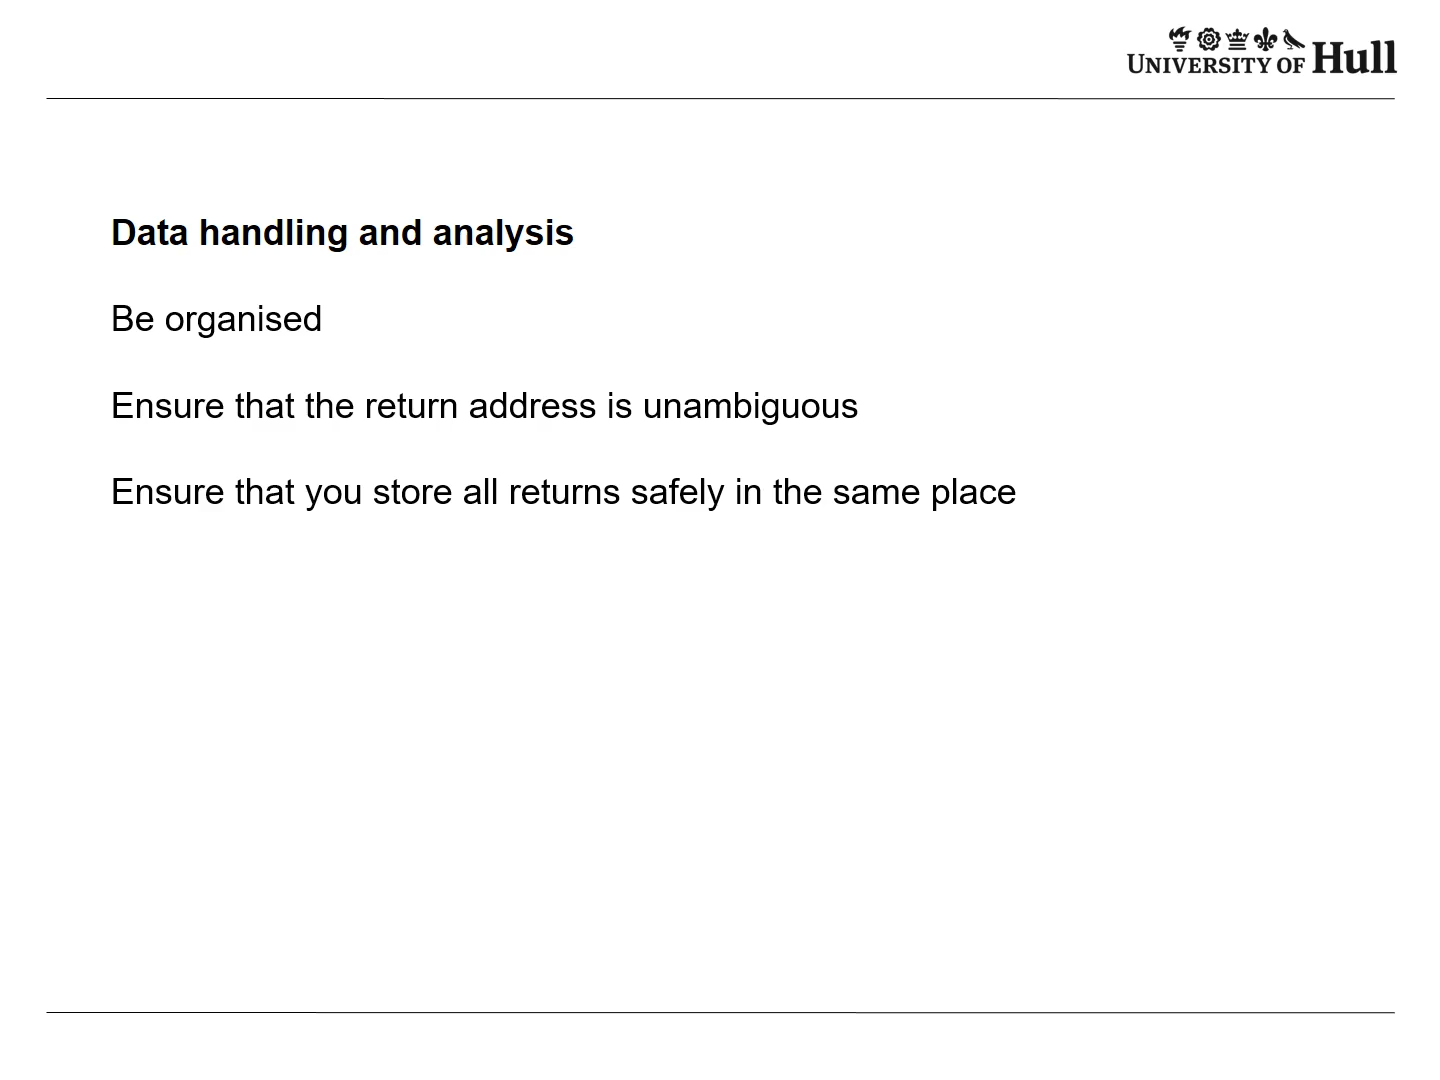 UNIVERSITY OF Hull
Data handling and analysis
Be organised
Ensure that the return address is unambiguous
Ensure that you store all returns safely in the same place